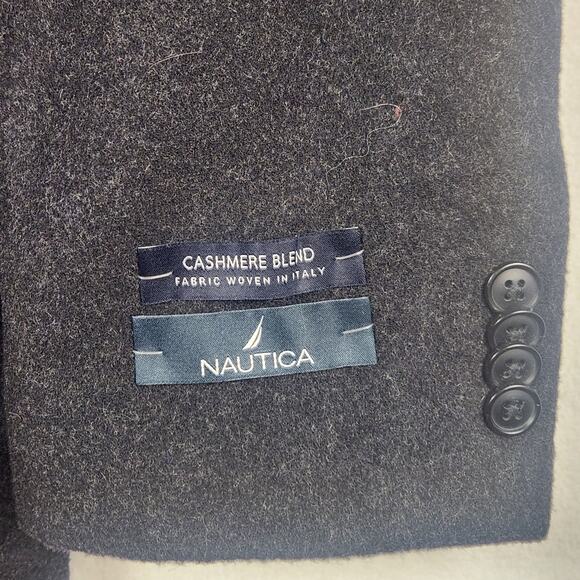 CASHMERE BLEND
FABRIC WOVEN IN ITALY
NAUTICA